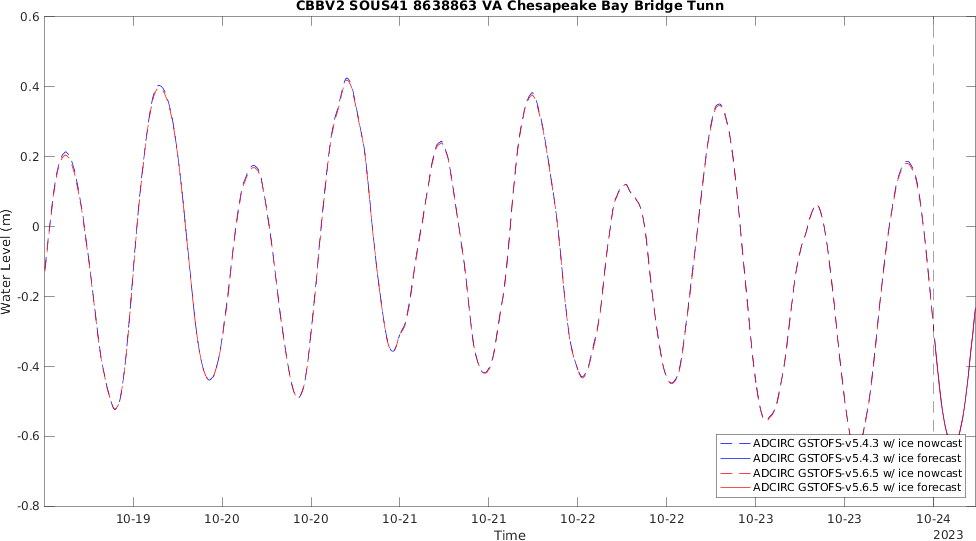 CBBV2 SOUS41 8638863 VA Chesapeake Bay Bridge Tunn
0.6
0.4
0.2
0
-0.2
-0.4
-0.6
-0.8
Water Level (m)
ADCIRC GSTOFS-v5.4.3 w/ ice nowcast
ADCIRC GSTOFS-v5.4.3 w/ ice forecast
ADCIRC GSTOFS-v5.6.5 w/ ice nowcast
ADCIRC GSTOFS-v5.6.5 w/ ice forecast
10-19 10-20 10-20 10-21 10-21 10-22 10-22 10-23 10-23 10-24
2023
Time